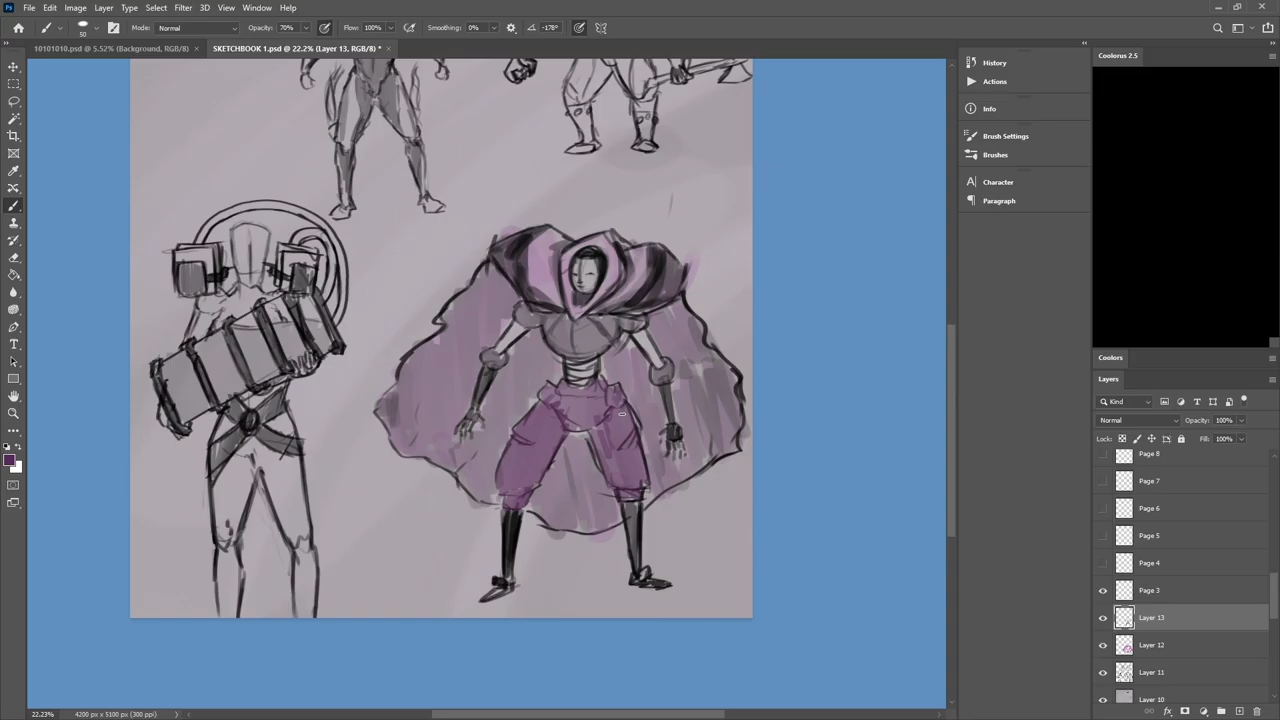 Ps File Edit Image Layer Type Select Filter 3D View Window Help
50 Mode: Normal Opacity: 70% Flow: 100% Smoothing: 0% -178°
10101010.psd @ 5.52% (Background, RGB/8) × SKETCHBOOK 1.psd @ 22.2% (Layer 13, RGB/8) * ×
History
Actions
Info
Brush Settings
Brushes
Character
Paragraph
Coolorus 2.5
Coolors
Layers
Kind
Normal Opacity: 100%
Lock: Fill: 100%
Page 8
Page 7
Page 6
Page 5
Page 4
Page 3
Layer 13
Layer 12
Layer 11
Layer 10
22.23% 4200 px x 5100 px (300 ppi)